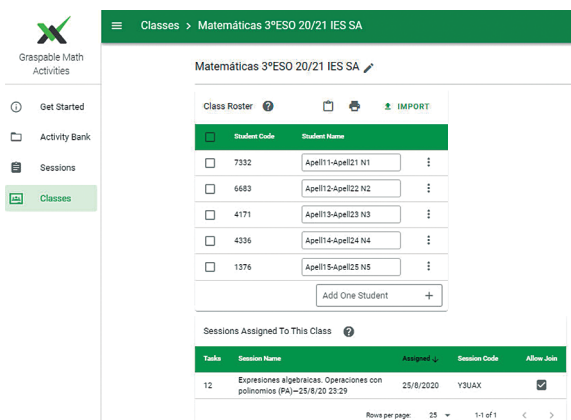 Classes > Matemáticas 3ºESO 20/21 IES SA
Graspable Math
Activities
Get Started
Activity Bank
Sessions
Classes
Matemáticas 3ºESO 20/21 IES SA
Class Roster ? IMPORT
Student Code Student Name
7332 Apell11-Apell21 N1
6683 Apell12-Apell22 N2
4171 Apell13-Apell23 N3
4336 Apell14-Apell24 N4
1376 Apell15-Apell25 N5
Add One Student +
Sessions Assigned To This Class ?
Tasks Session Name Assigned ↓ Session Code Allow Join
12 Expresiones algebraicas. Operaciones con
polinomios (PA)—25/8/20 23:29 25/8/2020 Y3UAX
Rows per page: 25 1-1 of 1 < >